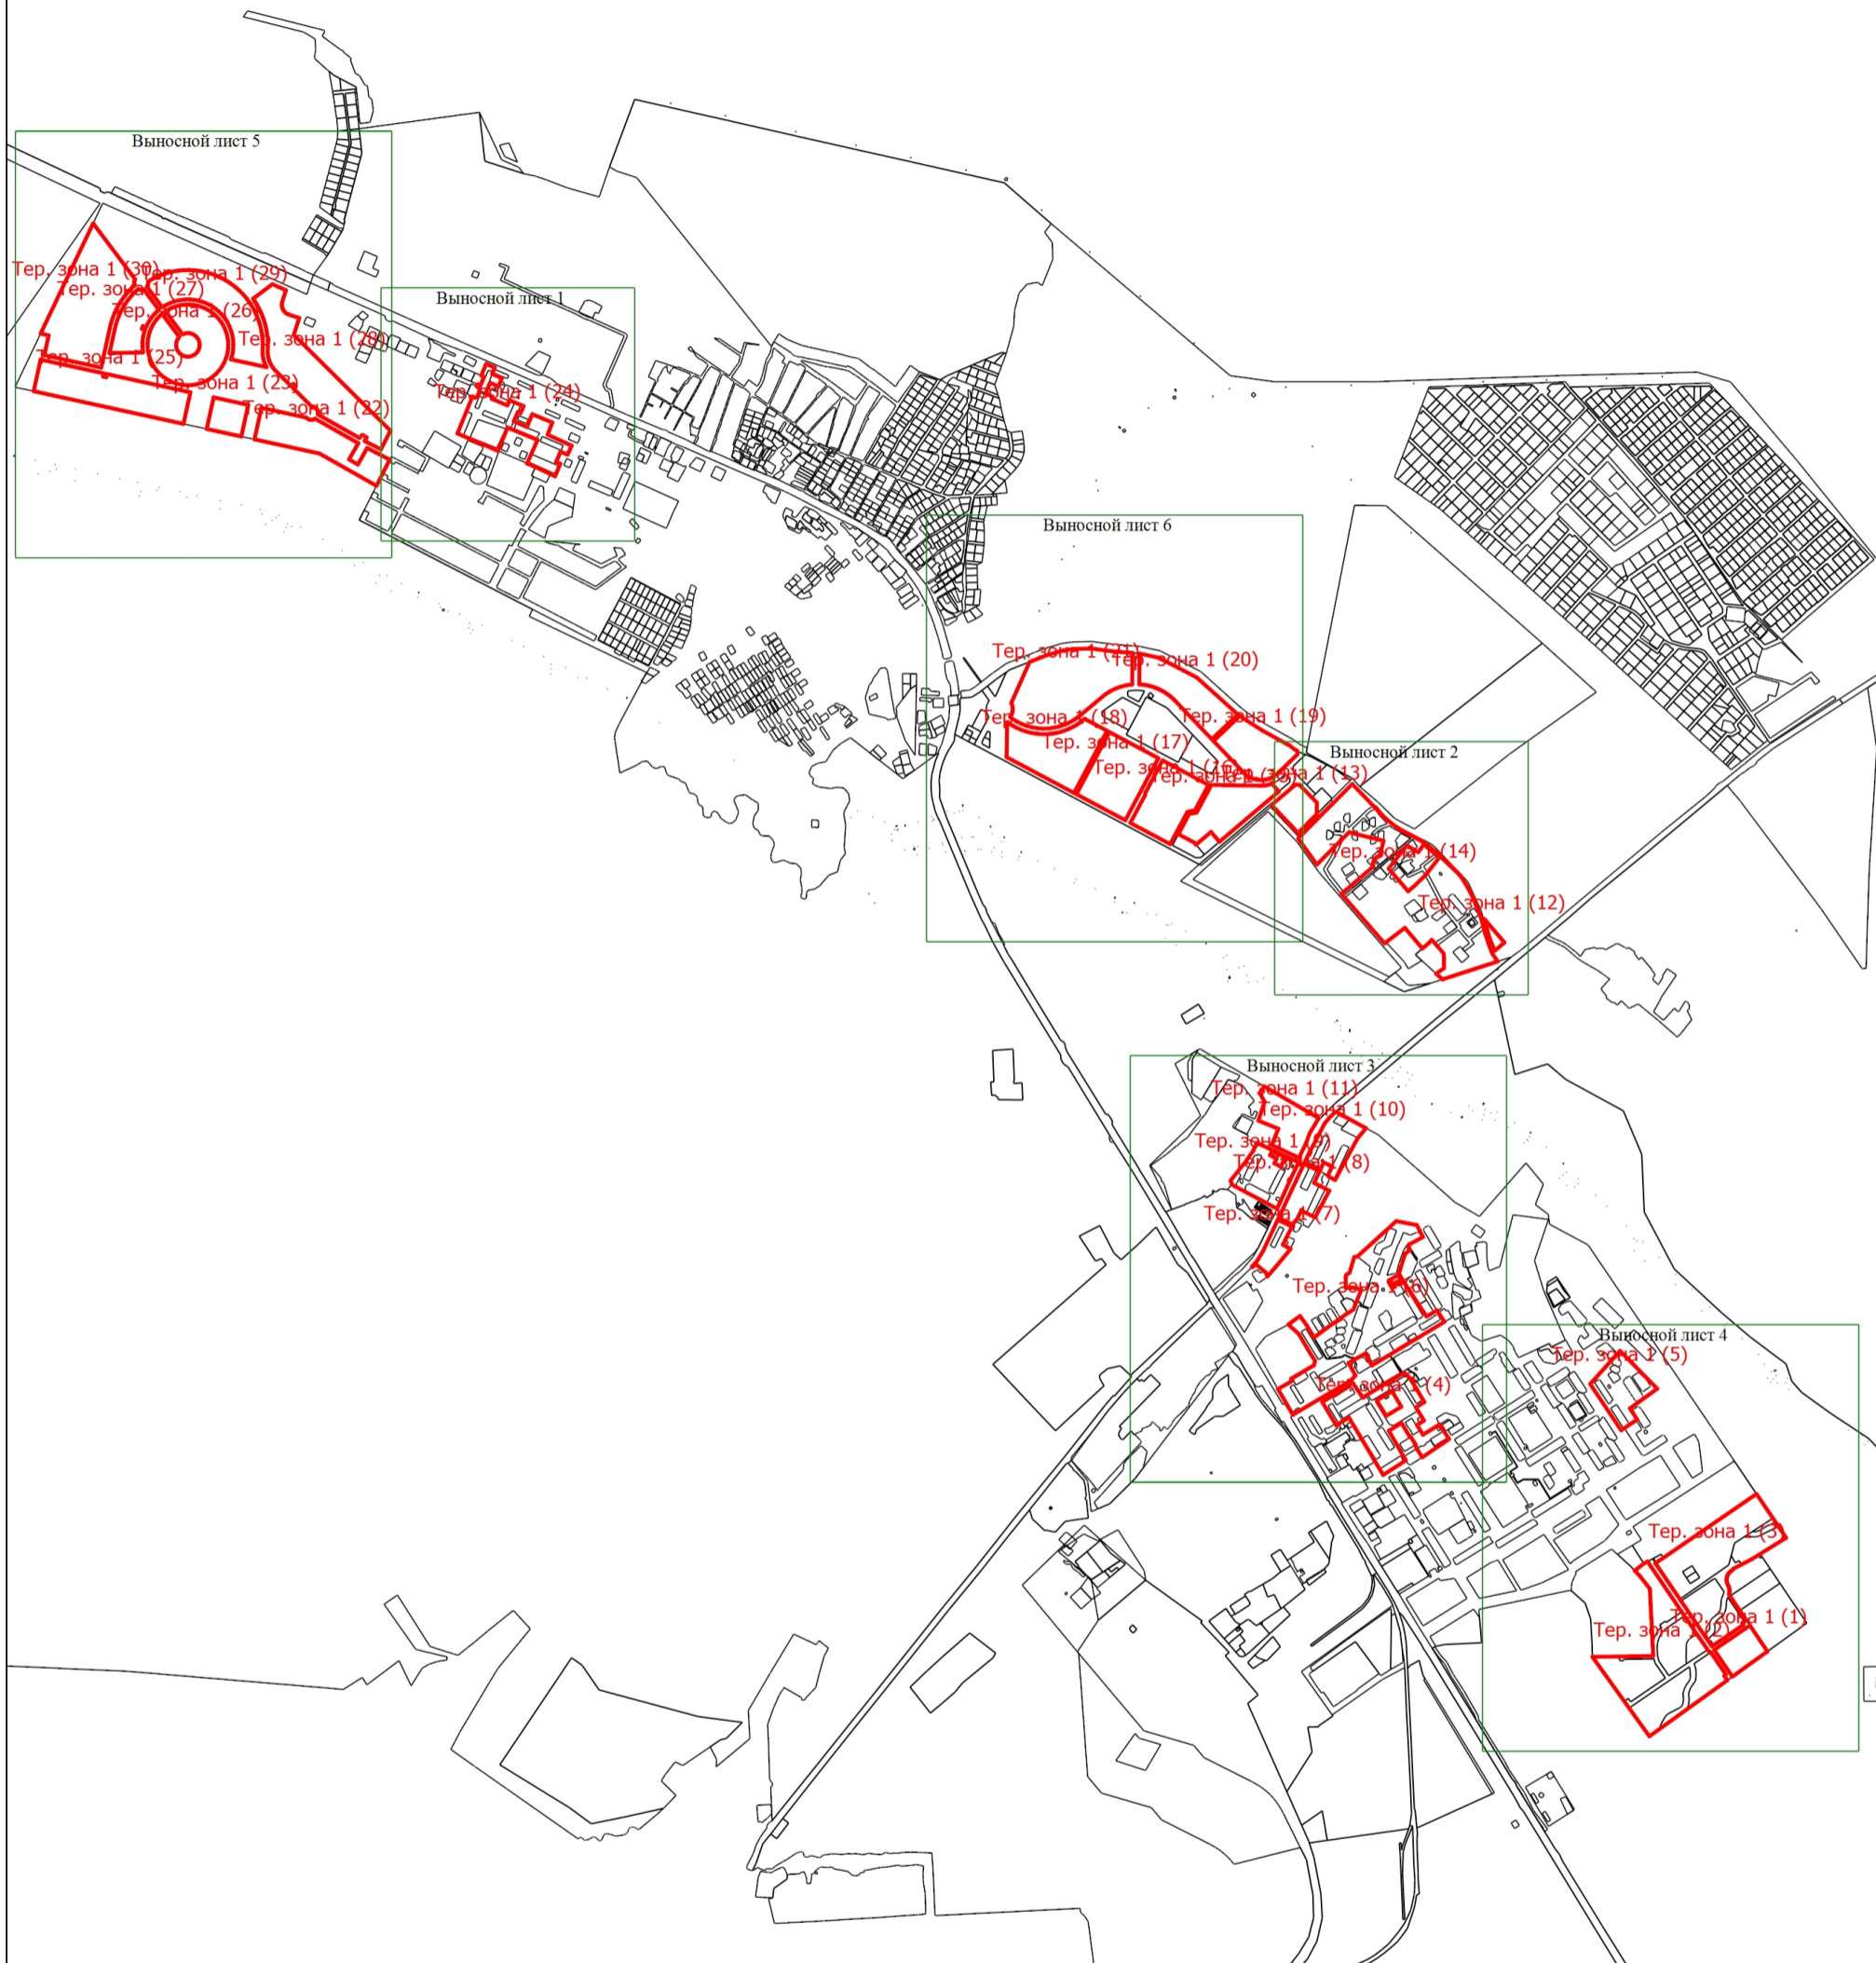 Выносной лист 5
Тер. зона 1 (30)
Тер. зона 1 (29)
Тер. зона 1 (27)
Тер. зона 1 (26)
Тер. зона 1 (28)
Тер. зона 1 (25)
Тер. зона 1 (23)
Тер. зона 1 (22)
Выносной лист 1
Тер. зона 1 (24)
Выносной лист 6
Тер. зона 1 (21)
Тер. зона 1 (20)
Тер. зона 1 (18)
Тер. зона 1 (19)
Тер. зона 1 (17)
Выносной лист 2
Тер. зона 1 (13)
Тер. зона 1 (14)
Тер. зона 1 (12)
Выносной лист 3
Тер. зона 1 (11)
Тер. зона 1 (10)
Тер. зона 1 (9)
Тер. зона 1 (8)
Тер. зона 1 (7)
Тер. зона 1 (6)
Тер. зона 1 (4)
Выносной лист 4
Тер. зона 1 (5)
Тер. зона 1 (3)
Тер. зона 1 (1)
Тер. зона 1 (2)